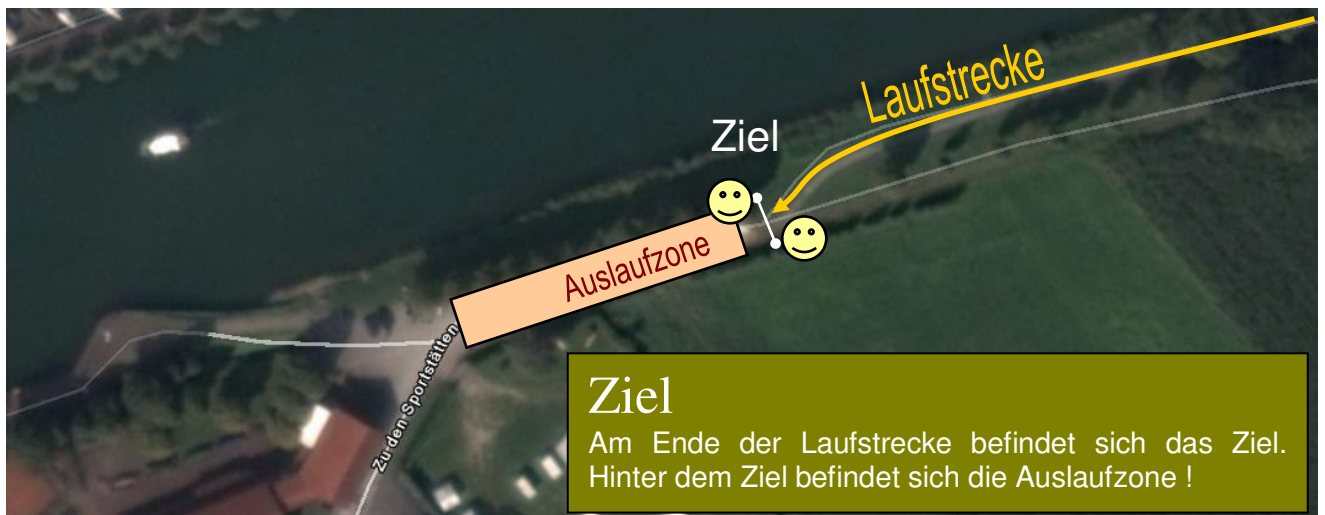 Laufstrecke
Ziel
Auslaufzone
Zu den Sportstätten
Ziel
Am Ende der Laufstrecke befindet sich das Ziel.
Hinter dem Ziel befindet sich die Auslaufzone !